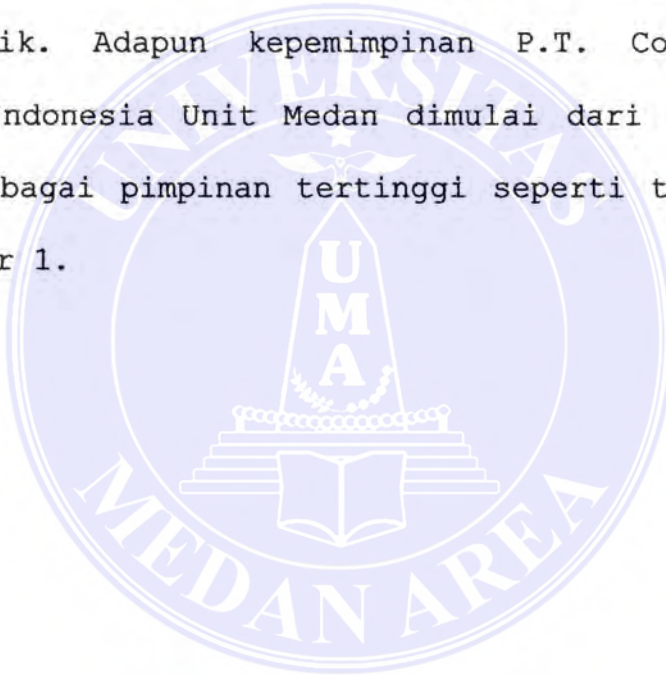 ik. Adapun kepemimpinan P.T. Co
ndonesia Unit Medan dimulai dari
bagai pimpinan tertinggi seperti t
r 1.
UNIVERSITAS
UMA
MEDAN AREA